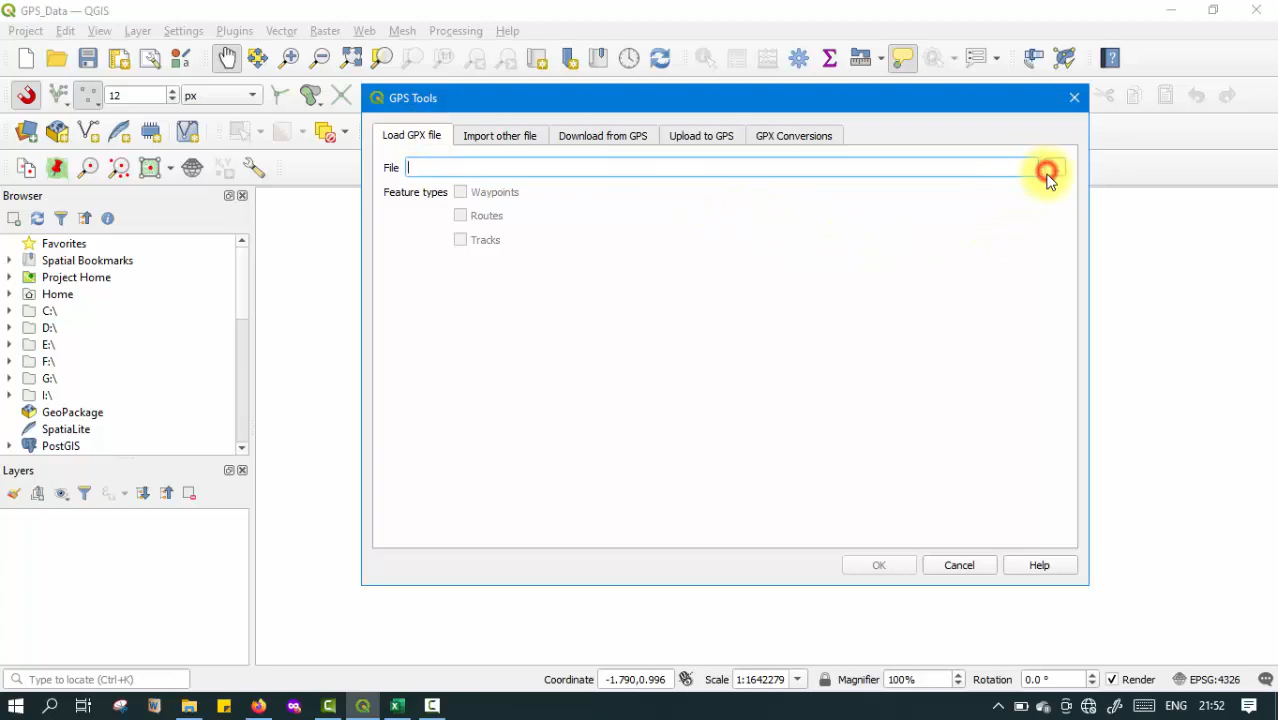 GPS_Data — QGIS
Project Edit View Layer Settings Plugins Vector Raster Web Mesh Processing Help
12 px
GPS Tools
Load GPX file Import other file Download from GPS Upload to GPS GPX Conversions
File
Feature types Waypoints
Routes
Tracks
OK Cancel Help
Browser
Favorites
Spatial Bookmarks
Project Home
Home
C:\
D:\
E:\
F:\
G:\
I:\
GeoPackage
SpatiaLite
PostGIS
Layers
Type to locate (Ctrl+K) Coordinate -1.790,0.996 Scale 1:1642279 Magnifier 100% Rotation 0.0 ° Render EPSG:4326
ENG 21:52